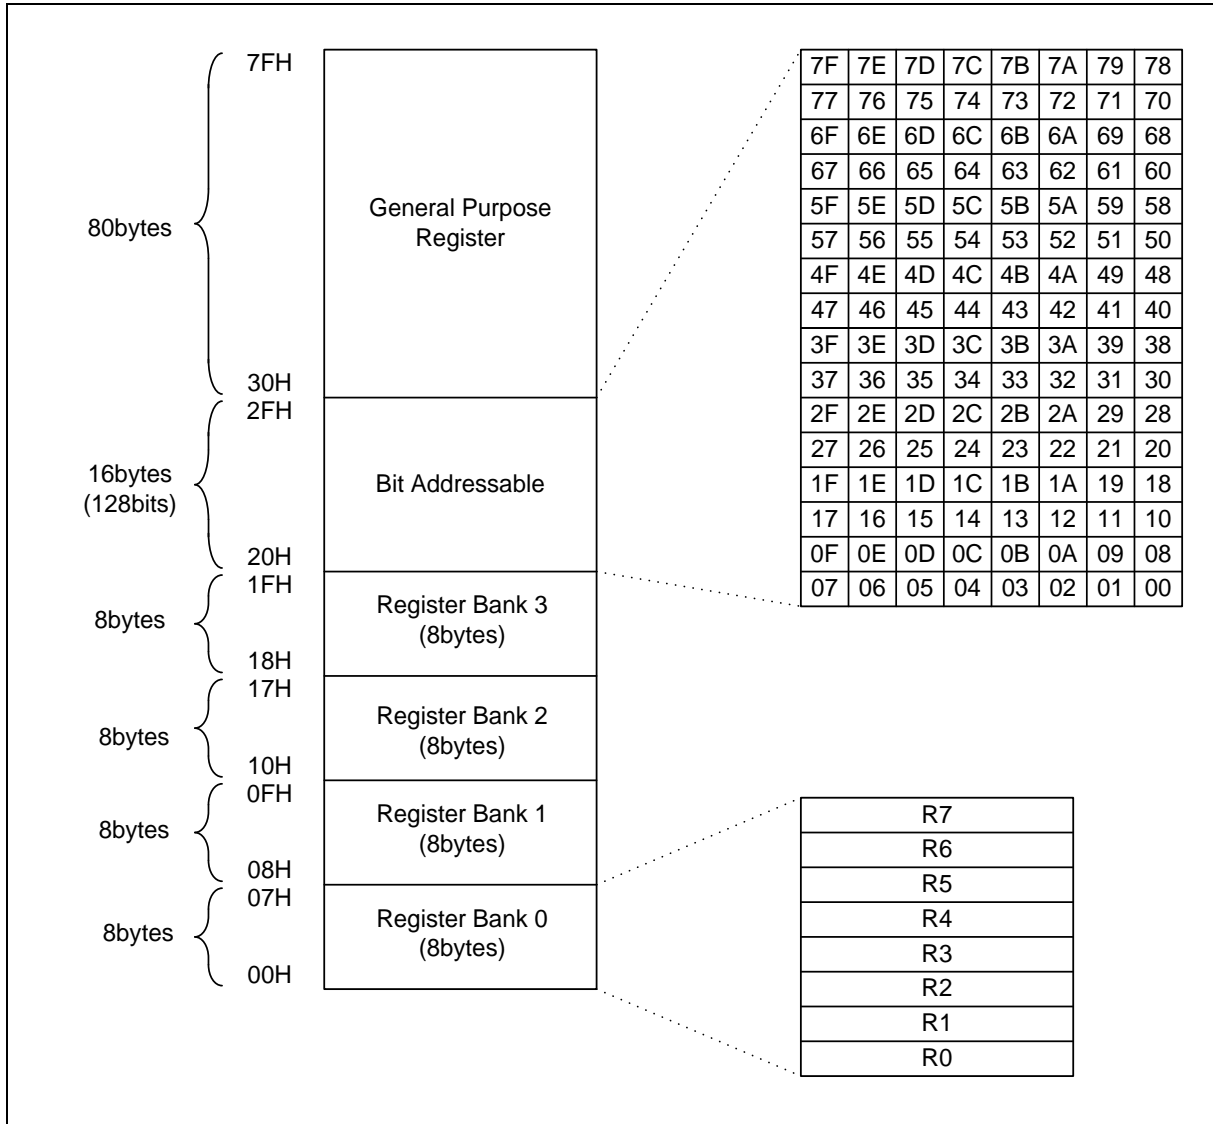 7FH
80bytes
General Purpose
Register
30H
2FH
16bytes
(128bits)
Bit Addressable
20H
1FH
8bytes
Register Bank 3
(8bytes)
18H
17H
8bytes
Register Bank 2
(8bytes)
10H
0FH
8bytes
Register Bank 1
(8bytes)
08H
07H
8bytes
Register Bank 0
(8bytes)
00H
7F 7E 7D 7C 7B 7A 79 78
77 76 75 74 73 72 71 70
6F 6E 6D 6C 6B 6A 69 68
67 66 65 64 63 62 61 60
5F 5E 5D 5C 5B 5A 59 58
57 56 55 54 53 52 51 50
4F 4E 4D 4C 4B 4A 49 48
47 46 45 44 43 42 41 40
3F 3E 3D 3C 3B 3A 39 38
37 36 35 34 33 32 31 30
2F 2E 2D 2C 2B 2A 29 28
27 26 25 24 23 22 21 20
1F 1E 1D 1C 1B 1A 19 18
17 16 15 14 13 12 11 10
0F 0E 0D 0C 0B 0A 09 08
07 06 05 04 03 02 01 00
R7
R6
R5
R4
R3
R2
R1
R0